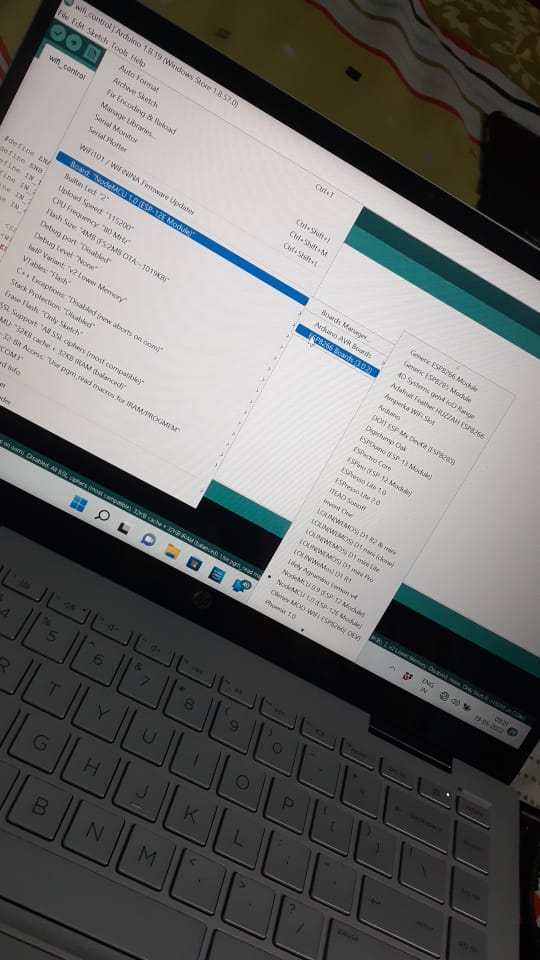 wifi_control | Arduino 1.8.19 (Windows Store 1.8.57.0)
File Edit Sketch Tools Help
wifi_control
Auto Format
Ctrl+T
Archive Sketch
Fix Encoding & Reload
Manage Libraries...
Ctrl+Shift+I
Serial Monitor
Ctrl+Shift+M
Serial Plotter
Ctrl+Shift+L
WiFi101 / WiFiNINA Firmware Updater
Board: "NodeMCU 1.0 (ESP-12E Module)"
Builtin Led: "2"
Upload Speed: "115200"
CPU Frequency: "80 MHz"
Flash Size: "4MB (FS:2MB OTA:~1019KB)"
Debug port: "Disabled"
Debug Level: "None"
lwIP Variant: "v2 Lower Memory"
VTables: "Flash"
C++ Exceptions: "Disabled (new aborts on oom)"
Stack Protection: "Disabled"
Erase Flash: "Only Sketch"
SSL Support: "All SSL ciphers (most compatible)"
MMU: "32KB cache + 32KB IRAM (balanced)"
-32 Bit Access: "Use pgm_read macros for IRAM/PROGMEM"
COM3"
rd Info
Boards Manager...
Arduino AVR Boards
ESP8266 Boards (3.0.2)
Generic ESP8266 Module
Generic ESP8285 Module
4D Systems gen4 IoD Range
Adafruit Feather HUZZAH ESP8266
Amperka WiFi Slot
Arduino
DOIT ESP-Mx DevKit (ESP8285)
Digistump Oak
ESPDuino (ESP-13 Module)
ESPectro Core
ESPino (ESP-12 Module)
ESPresso Lite 1.0
ESPresso Lite 2.0
ITEAD Sonoff
Invent One
LOLIN(WEMOS) D1 R2 & mini
LOLIN(WEMOS) D1 mini (clone)
LOLIN(WEMOS) D1 mini Lite
LOLIN(WEMOS) D1 mini Pro
LOLIN(WeMos) D1 R1
Lifely Agrumino Lemon v4
NodeMCU 0.9 (ESP-12 Module)
NodeMCU 1.0 (ESP-12E Module)
Olimex MOD-WIFI-ESP8266(-DEV)
Phoenix 1.0
ENG
IN
09:21
19-05-2022
hp
4 5 6 7 8 9 0
R T Y U I O P
G H J K L
B N M